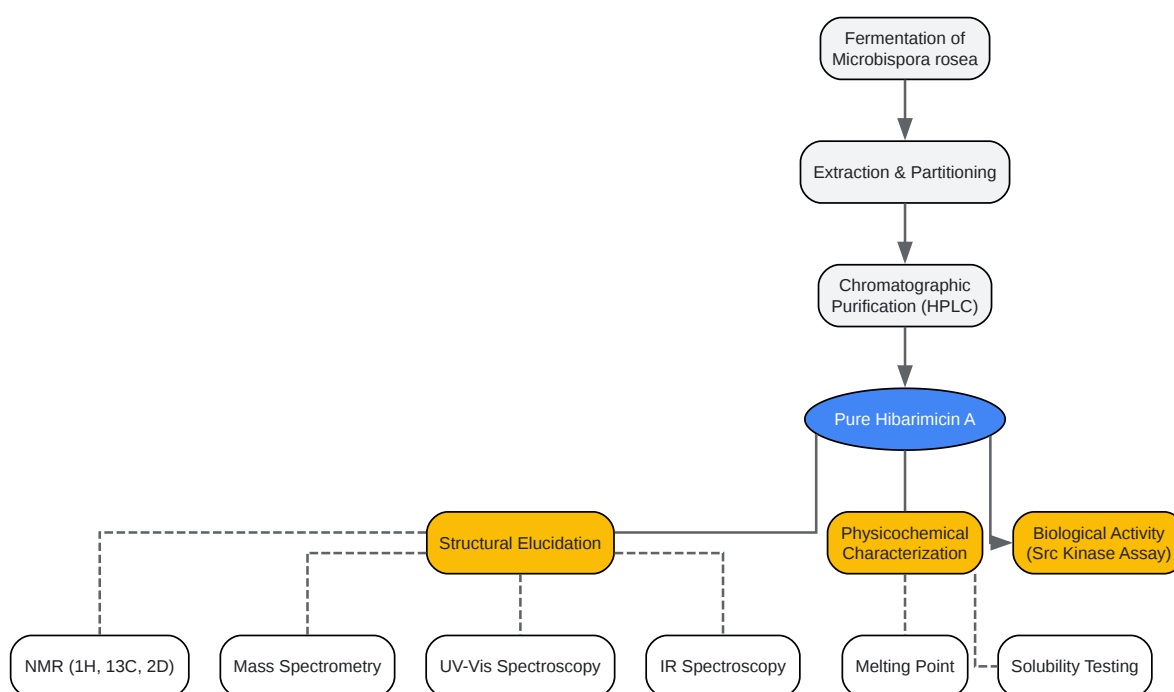 Fermentation of
Microbispora rosea
Extraction & Partitioning
Chromatographic
Purification (HPLC)
Pure Hibarimicin A
Structural Elucidation
Physicochemical
Characterization
Biological Activity
(Src Kinase Assay)
NMR (1H, 13C, 2D)
Mass Spectrometry
UV-Vis Spectroscopy
IR Spectroscopy
Melting Point
Solubility Testing